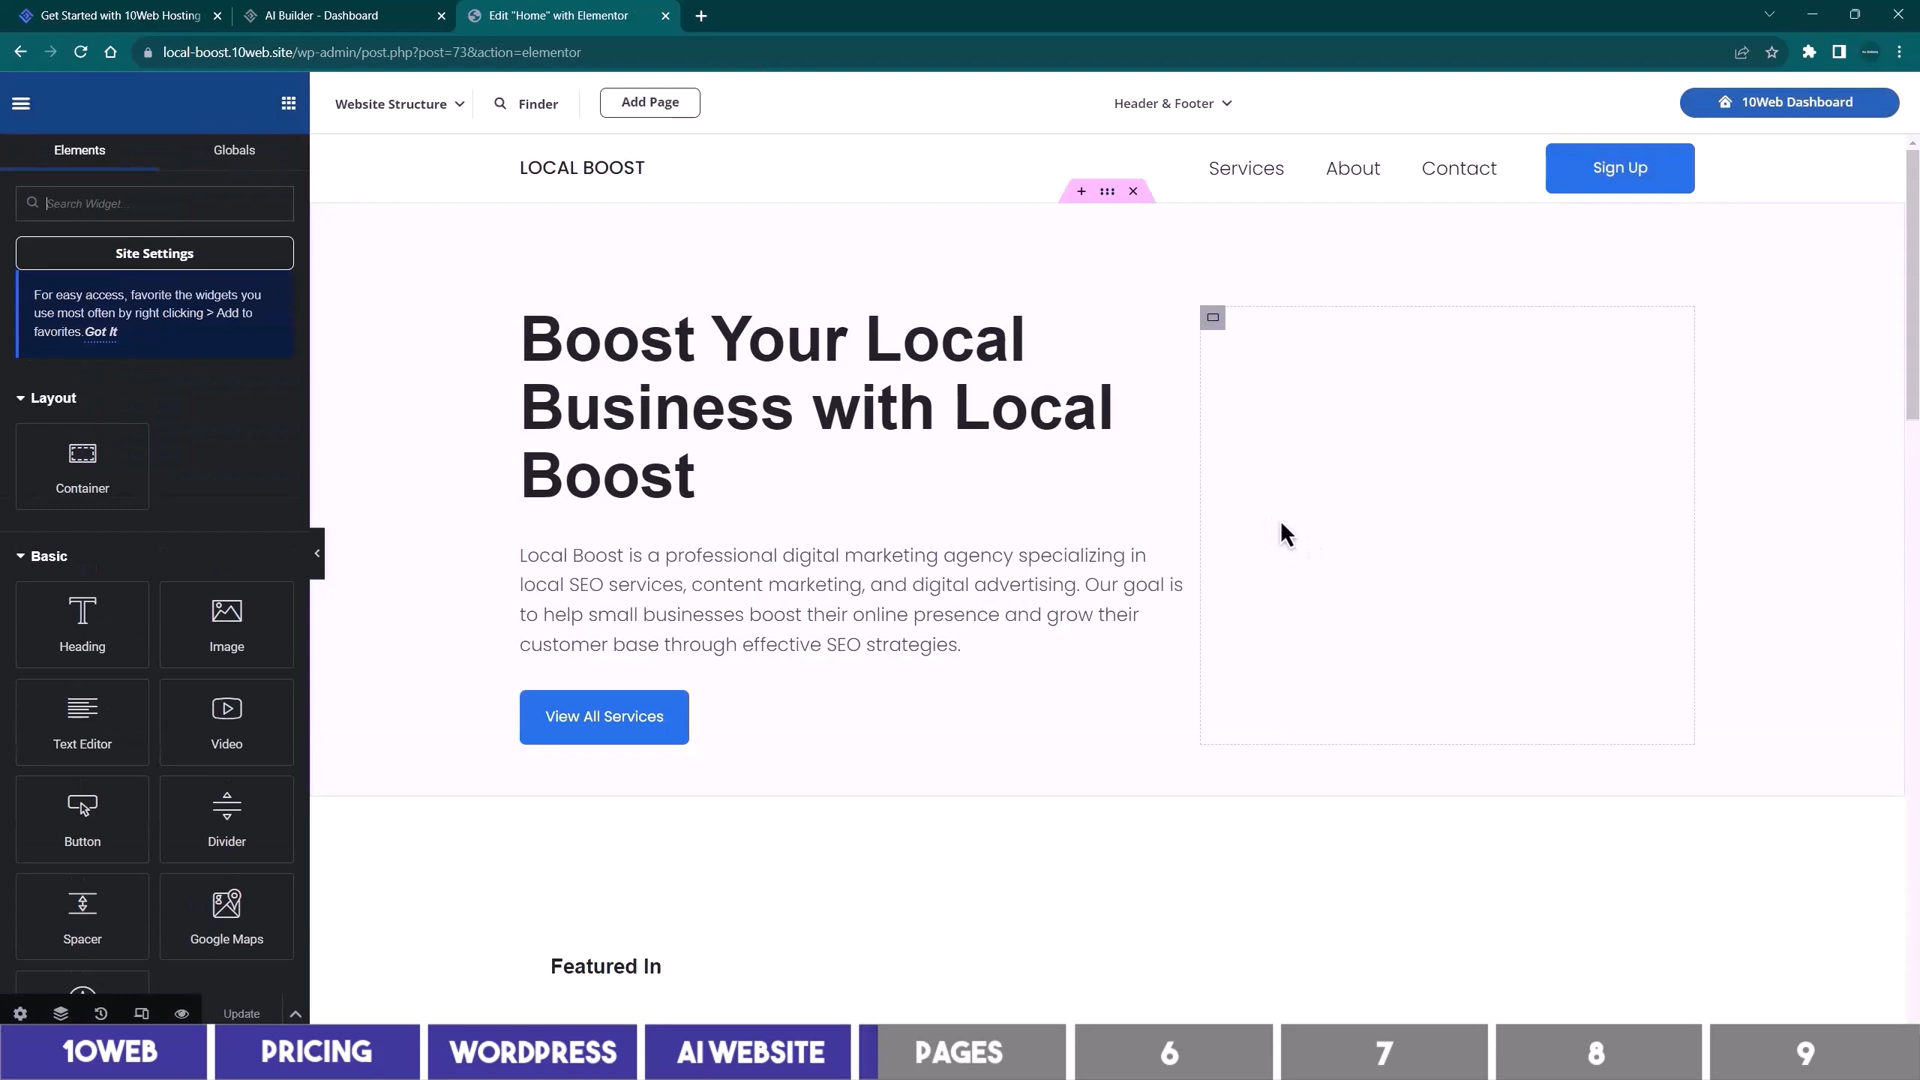 Get Started with 10Web Hosting
AI Builder - Dashboard
Edit "Home" with Elementor
local-boost.10web.site/wp-admin/post.php?post=73&action=elementor
Website Structure
Finder
Add Page
Header & Footer
10Web Dashboard
Elements
Globals
Search Widget...
Site Settings
For easy access, favorite the widgets you
use most often by right clicking > Add to
favorites. Got It
Layout
Container
Basic
Heading
Image
Text Editor
Video
Button
Divider
Spacer
Google Maps
Update
LOCAL BOOST
Services
About
Contact
Sign Up
Boost Your Local
Business with Local
Boost
Local Boost is a professional digital marketing agency specializing in
local SEO services, content marketing, and digital advertising. Our goal is
to help small businesses boost their online presence and grow their
customer base through effective SEO strategies.
View All Services
Featured In
10WEB
PRICING
WORDPRESS
AI WEBSITE
PAGES
6
7
8
9